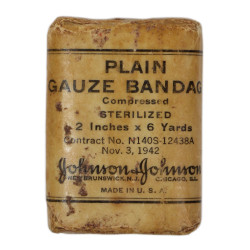 PLAIN
GAUZE BANDAG
Compressed
STERILIZED
2 Inches x 6 Yards
Contract No. N140S-12438A
Nov. 3, 1942
Johnson & Johnson
NEW BRUNSWICK, N.J. CHICAGO, ILL.
MADE IN U.S.A.